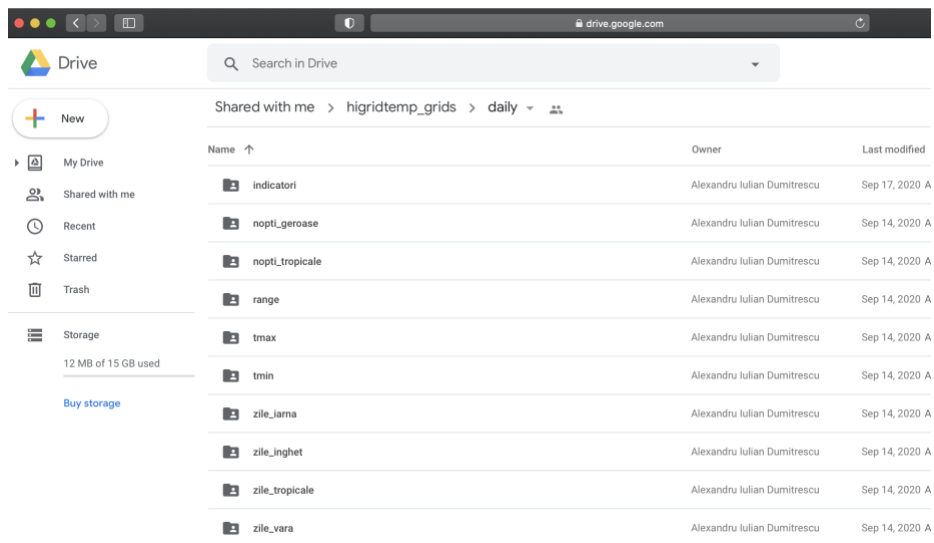 drive.google.com
Drive
Search in Drive
New
Shared with me > higridtemp_grids > daily
Name Owner Last modified
My Drive
Shared with me
Recent
Starred
Trash
Storage
12 MB of 15 GB used
Buy storage
indicatori Alexandru Iulian Dumitrescu Sep 17, 2020 A
nopti_geroase Alexandru Iulian Dumitrescu Sep 14, 2020 A
nopti_tropicale Alexandru Iulian Dumitrescu Sep 14, 2020 A
range Alexandru Iulian Dumitrescu Sep 14, 2020 A
tmax Alexandru Iulian Dumitrescu Sep 14, 2020 A
tmin Alexandru Iulian Dumitrescu Sep 14, 2020 A
zile_iarna Alexandru Iulian Dumitrescu Sep 14, 2020 A
zile_inghet Alexandru Iulian Dumitrescu Sep 14, 2020 A
zile_tropicale Alexandru Iulian Dumitrescu Sep 14, 2020 A
zile_vara Alexandru Iulian Dumitrescu Sep 14, 2020 A